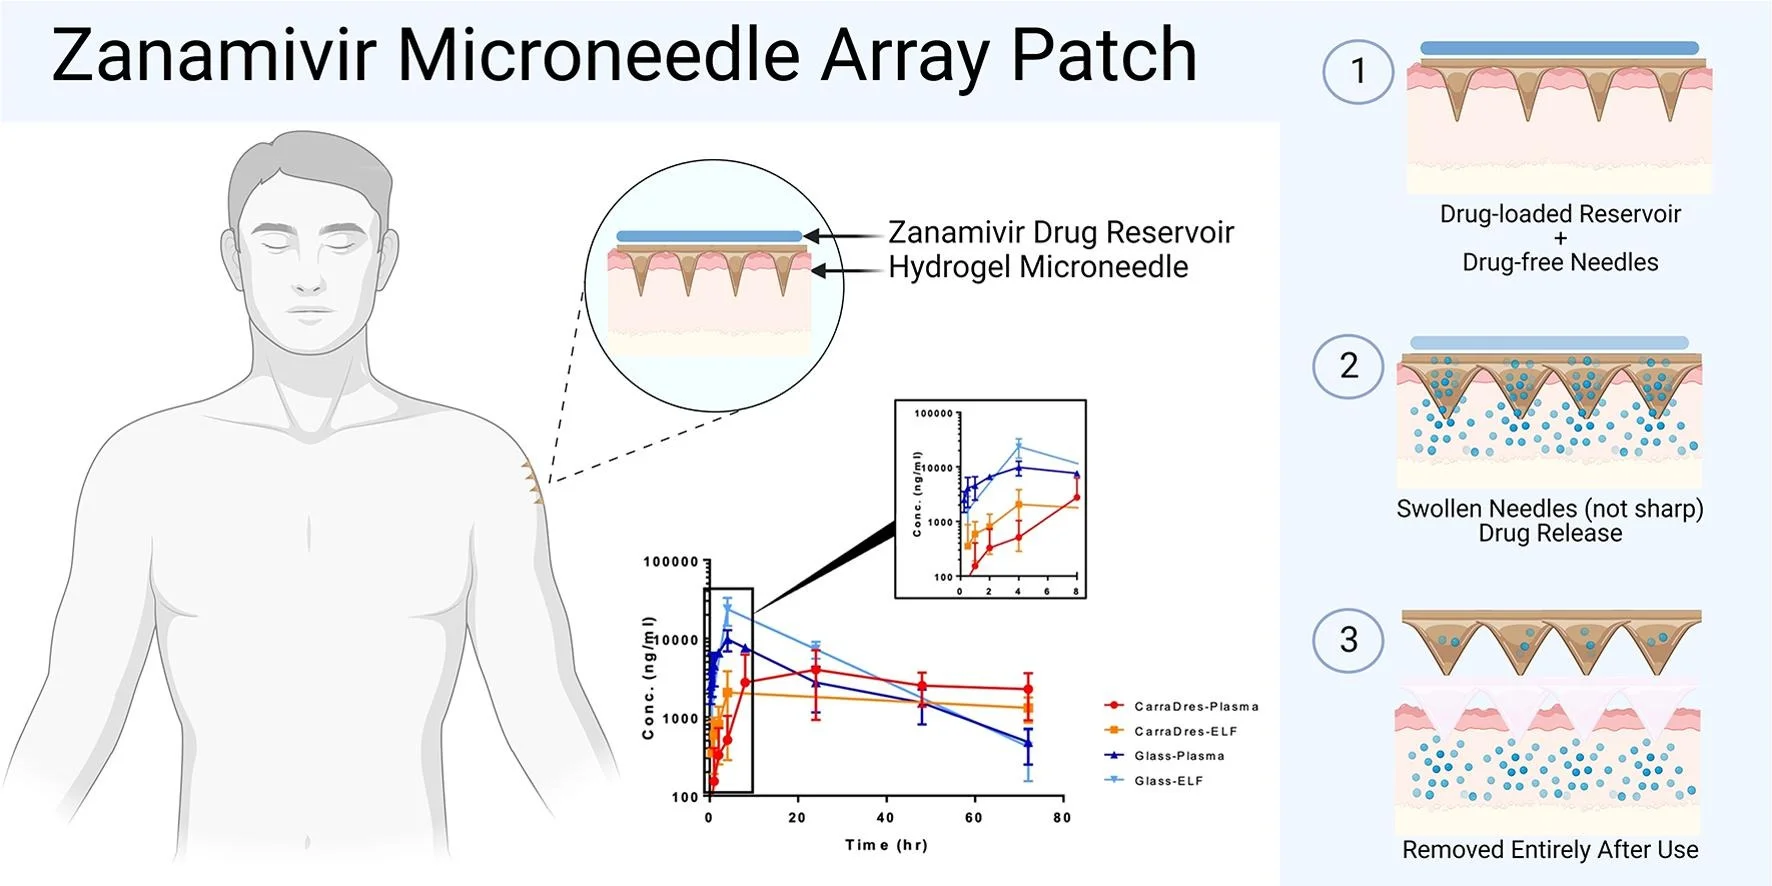 Zanamivir Microneedle Array Patch
Zanamivir Drug Reservoir
Hydrogel Microneedle
100000
10000
1000
100
Conc. (ng/ml)
0
2
4
6
8
100000
10000
1000
100
Conc. (ng/ml)
0
20
40
60
80
Time (hr)
CarraDres-Plasma
CarraDres-ELF
Glass-Plasma
Glass-ELF
1
Drug-loaded Reservoir
+
Drug-free Needles
2
Swollen Needles (not sharp)
Drug Release
3
Removed Entirely After Use